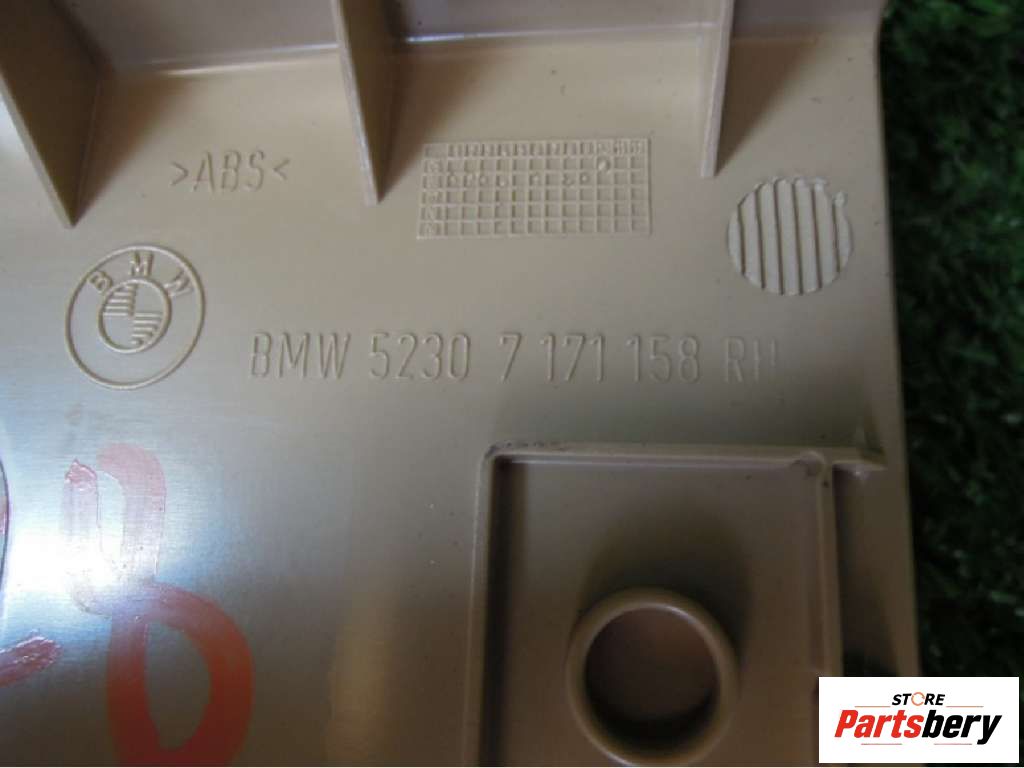 >ABS<
BMW
BMW 5230 7 171 158 RH
STORE
Partsbery